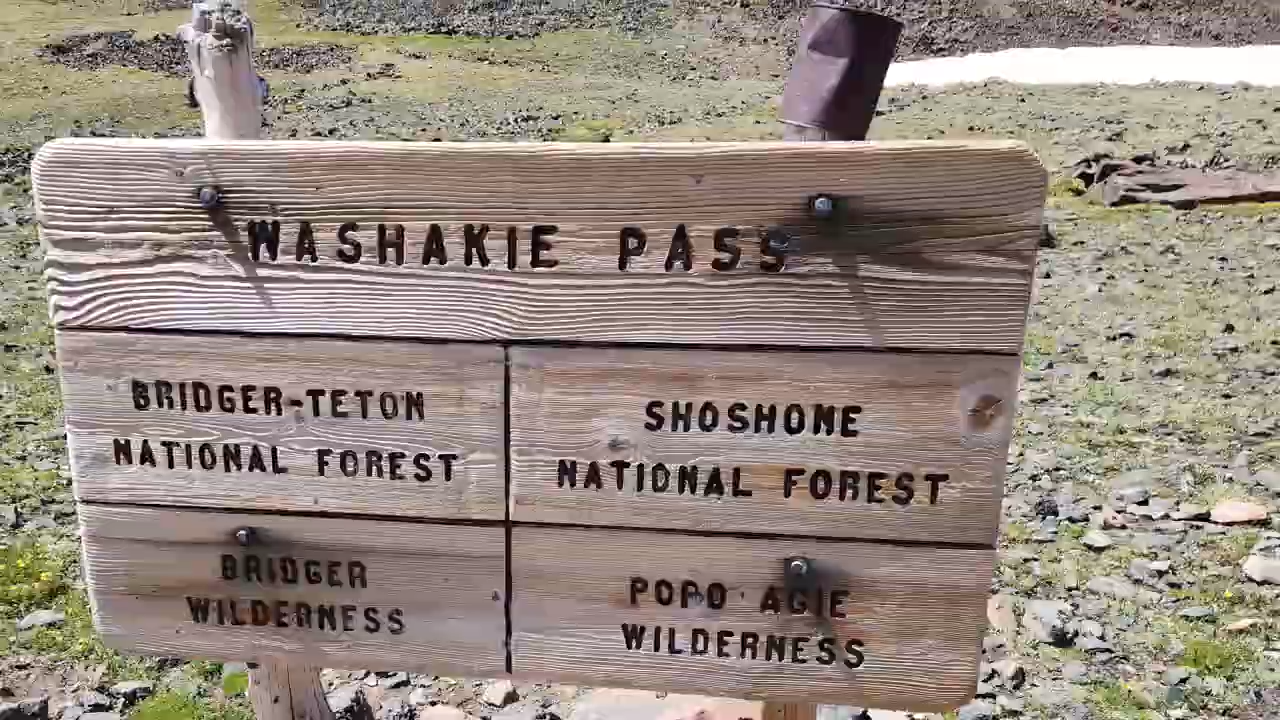 WASHAKIE PASS
BRIDGER-TETON
NATIONAL FOREST
SHOSHONE
NATIONAL FOREST
BRIDGER
WILDERNESS
POPO AGIE
WILDERNESS